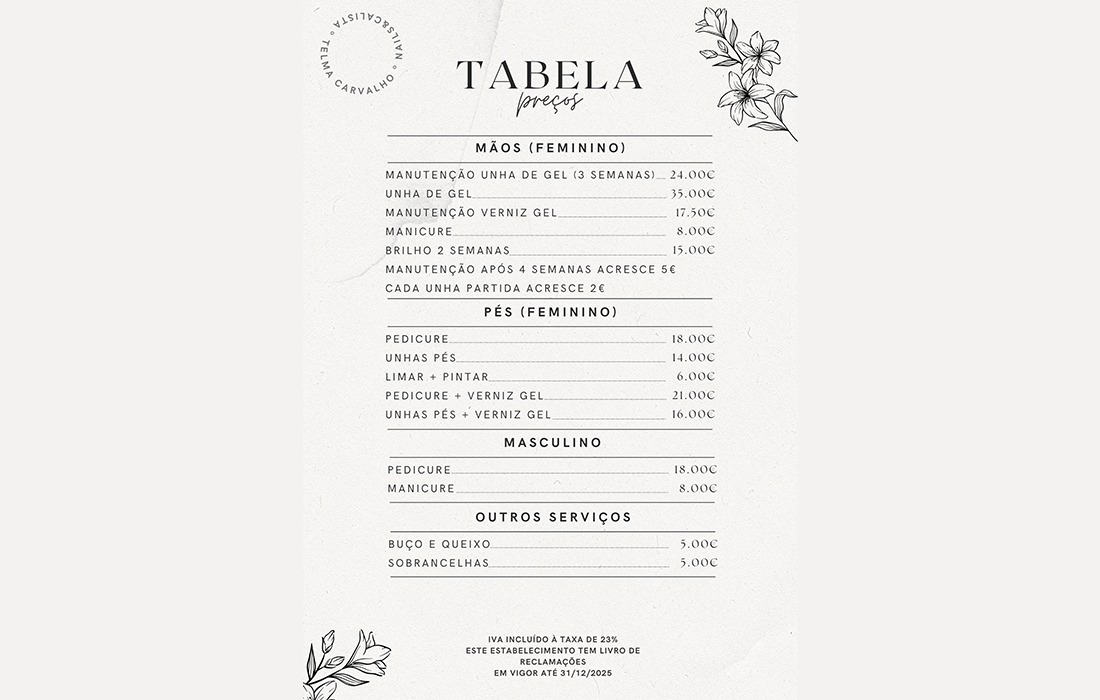 TELMA CARVALHO ° NAILS&CALISTA °
TABELA
preços
MÃOS (FEMININO)
MANUTENÇÃO UNHA DE GEL (3 SEMANAS) 24.00€
UNHA DE GEL 35.00€
MANUTENÇÃO VERNIZ GEL 17.50€
MANICURE 8.00€
BRILHO 2 SEMANAS 15.00€
MANUTENÇÃO APÓS 4 SEMANAS ACRESCE 5€
CADA UNHA PARTIDA ACRESCE 2€
PÉS (FEMININO)
PEDICURE 18.00€
UNHAS PÉS 14.00€
LIMAR + PINTAR 6.00€
PEDICURE + VERNIZ GEL 21.00€
UNHAS PÉS + VERNIZ GEL 16.00€
MASCULINO
PEDICURE 18.00€
MANICURE 8.00€
OUTROS SERVIÇOS
BUÇO E QUEIXO 5.00€
SOBRANCELHAS 5.00€
IVA INCLUÍDO À TAXA DE 23%
ESTE ESTABELECIMENTO TEM LIVRO DE
RECLAMAÇÕES
EM VIGOR ATÉ 31/12/2025